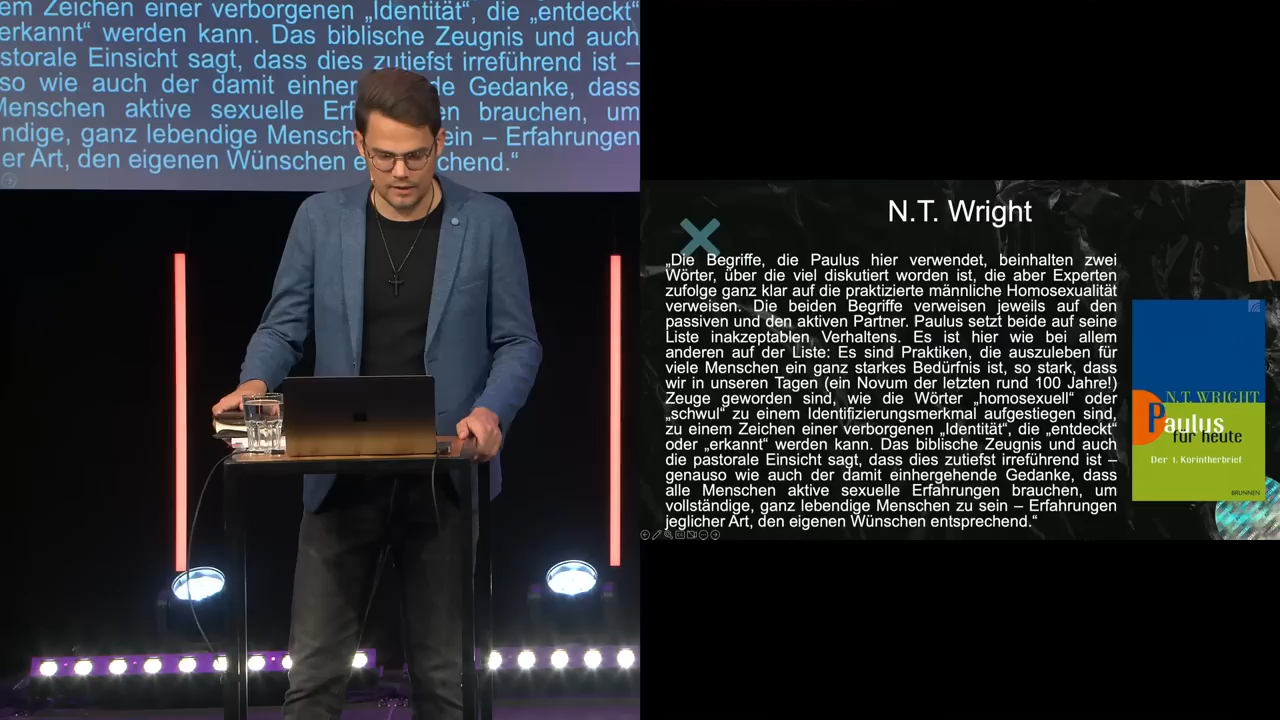 em Zeichen einer verborgenen „Identität“, die „entdeckt“
erkannt“ werden kann. Das biblische Zeugnis und auch
storale Einsicht sagt, dass dies zutiefst irreführend ist –
so wie auch der damit einher de Gedanke, dass
Menschen aktive sexuelle Erf en brauchen, um
ndige, ganz lebendige Mensch sein – Erfahrungen
er Art, den eigenen Wünschen e chend.“
N.T. Wright
„Die Begriffe, die Paulus hier verwendet, beinhalten zwei
Wörter, über die viel diskutiert worden ist, die aber Experten
zufolge ganz klar auf die praktizierte männliche Homosexualität
verweisen. Die beiden Begriffe verweisen jeweils auf den
passiven und den aktiven Partner. Paulus setzt beide auf seine
Liste inakzeptablen Verhaltens. Es ist hier wie bei allem
anderen auf der Liste: Es sind Praktiken, die auszuleben für
viele Menschen ein ganz starkes Bedürfnis ist, so stark, dass
wir in unseren Tagen (ein Novum der letzten rund 100 Jahre!)
Zeuge geworden sind, wie die Wörter „homosexuell“ oder
„schwul“ zu einem Identifizierungsmerkmal aufgestiegen sind,
zu einem Zeichen einer verborgenen „Identität“, die „entdeckt“
oder „erkannt“ werden kann. Das biblische Zeugnis und auch
die pastorale Einsicht sagt, dass dies zutiefst irreführend ist –
genauso wie auch der damit einhergehende Gedanke, dass
alle Menschen aktive sexuelle Erfahrungen brauchen, um
vollständige, ganz lebendige Menschen zu sein – Erfahrungen
jeglicher Art, den eigenen Wünschen entsprechend.“
N.T. WRIGHT
Paulus
für heute
Der 1. Korintherbrief
BRUNNEN